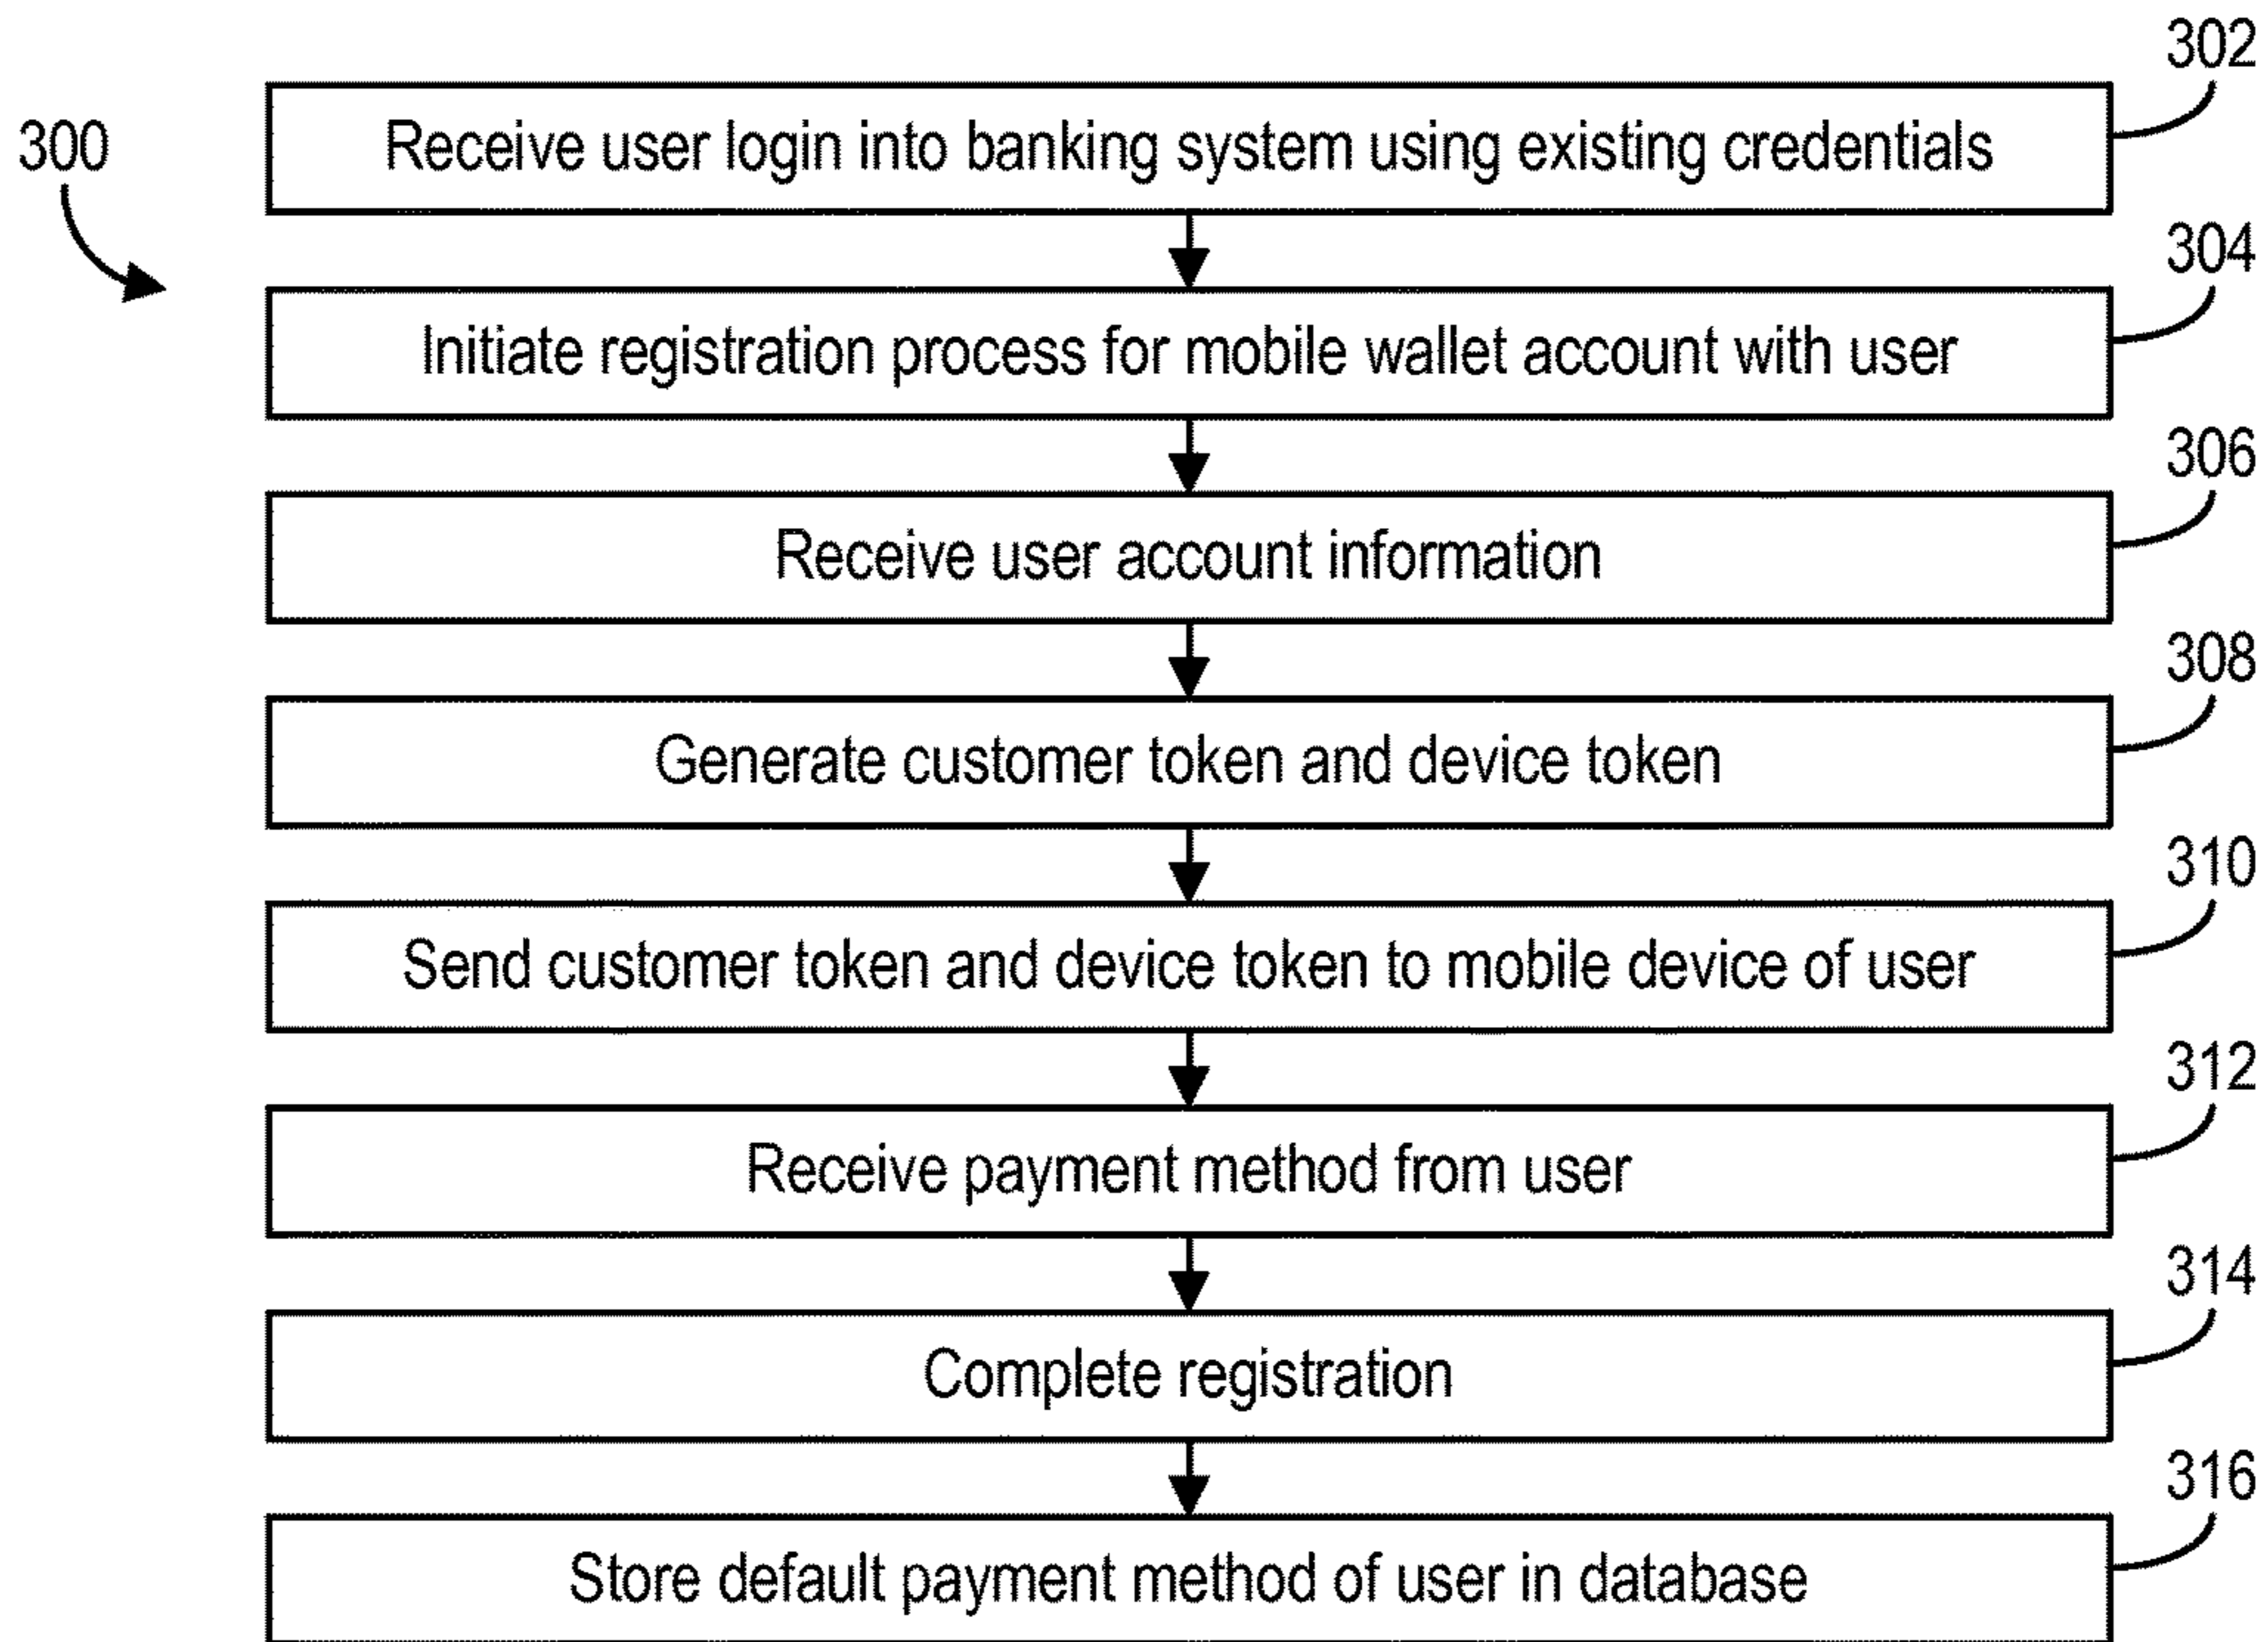 302
Receive user login into banking system using existing credentials
300
304
Initiate registration process for mobile wallet account with user
306
Receive user account information
308
Generate customer token and device token
310
Send customer token and device token to mobile device of user
312
Receive payment method from user
314
Complete registration
316
Store default payment method of user in database